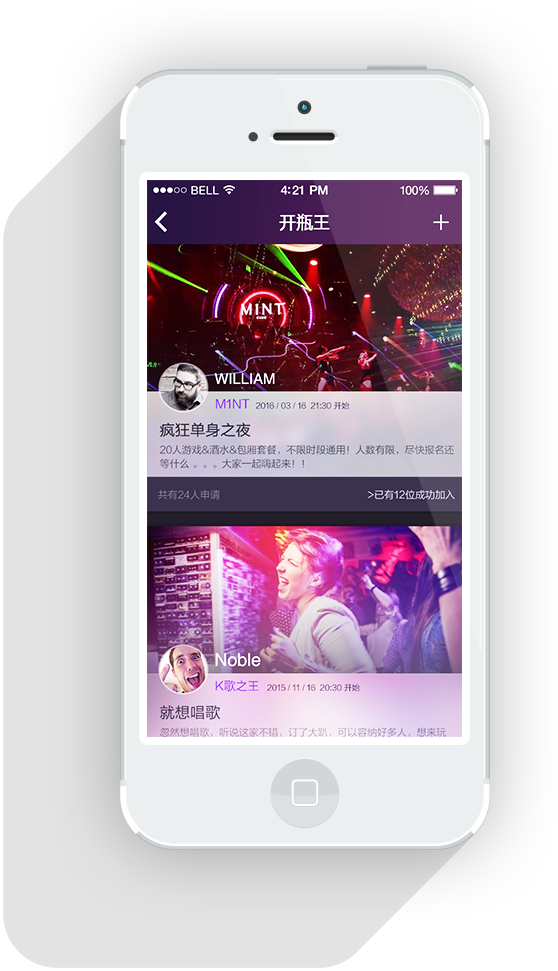 BELL 4:21 PM 100%
开瓶王
M1NT
WILLIAM
M1NT 2016 / 03 / 16 21:30 开始
疯狂单身之夜
20人游戏&酒水&包厢套餐，不限时段通用！人数有限，尽快报名还
等什么 。。。大家一起嗨起来！！
共有24人申请 >已有12位成功加入
Noble
K歌之王 2015 / 11 / 16 20:30 开始
就想唱歌
忽然想唱歌，听说这家不错，订了大趴，可以容纳好多人，想来玩